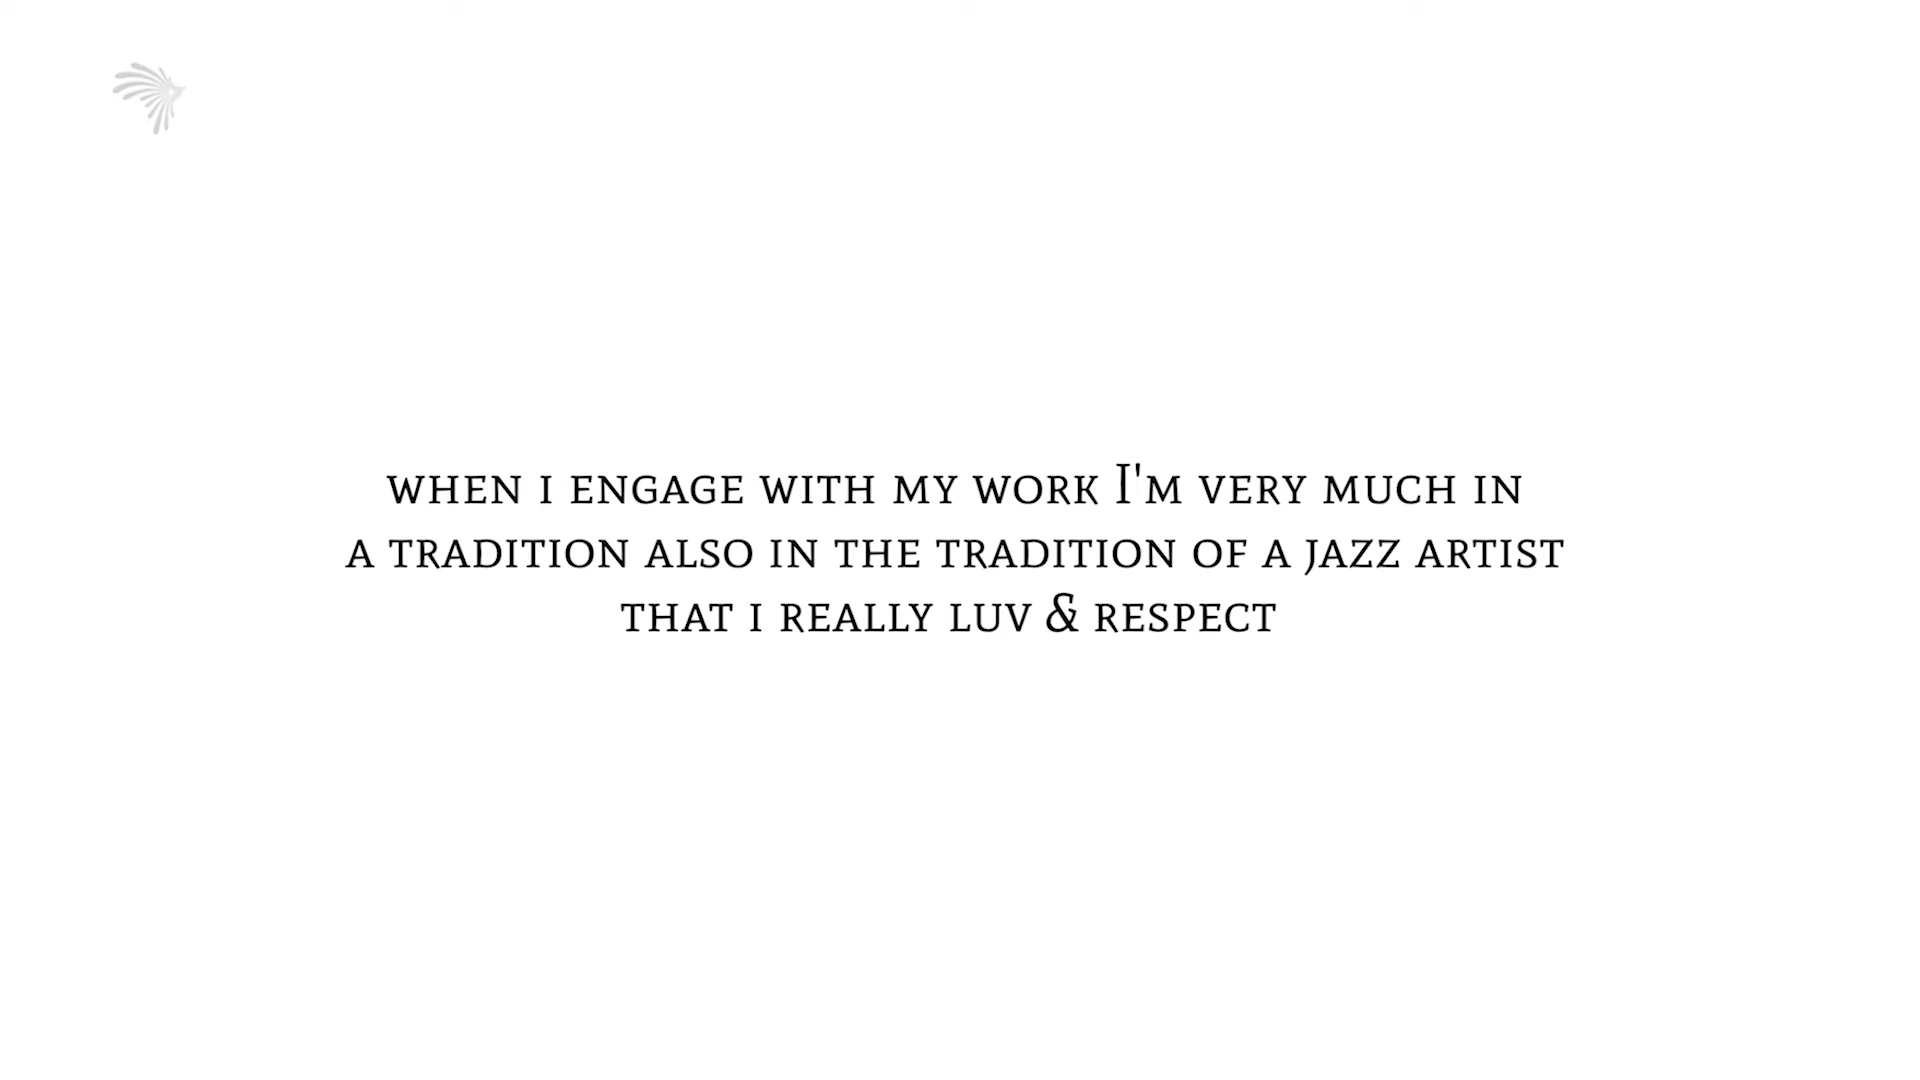 when i engage with my work I'm very much in
a tradition also in the tradition of a jazz artist
that i really luv & respect